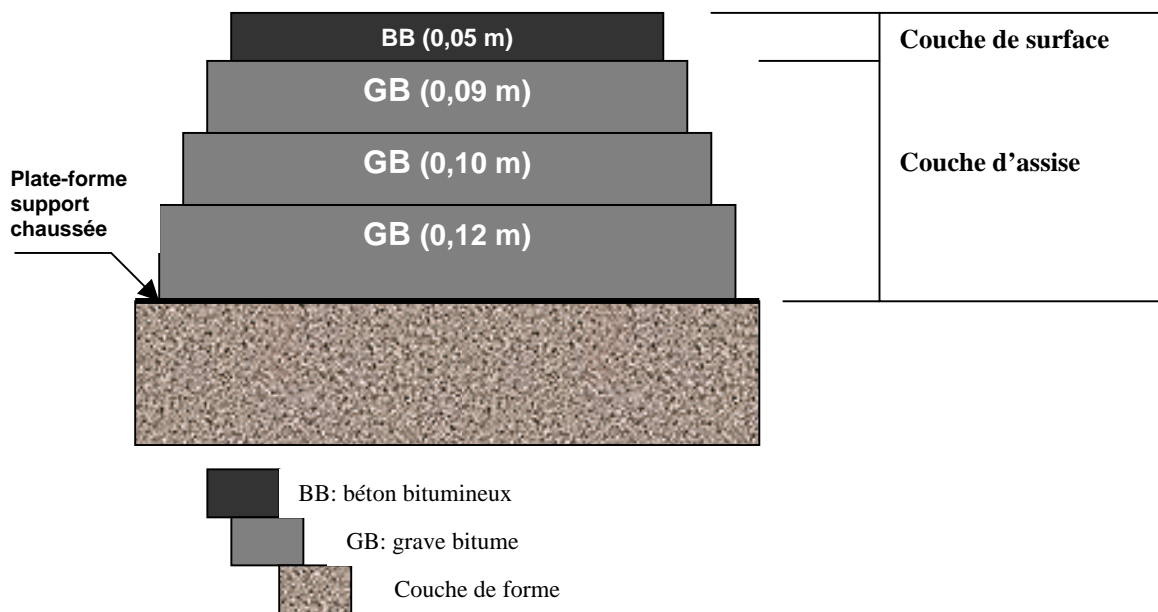 BB (0,05 m)
Couche de surface
GB (0,09 m)
GB (0,10 m)
Couche d’assise
Plate-forme
support
chaussée
GB (0,12 m)
BB: béton bitumineux
GB: grave bitume
Couche de forme